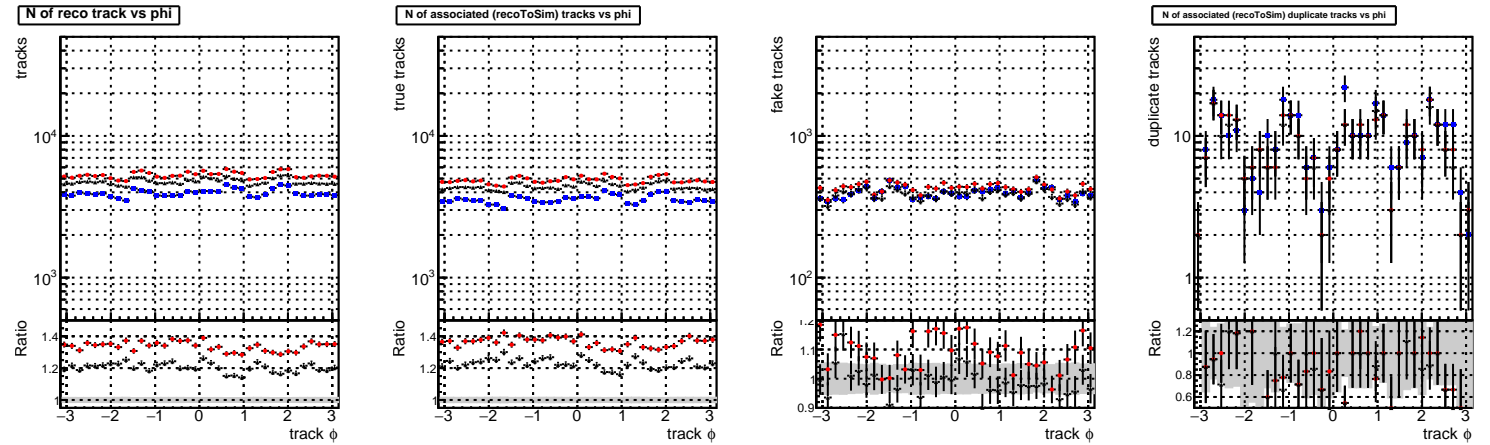 N of reco track vs phi
tracks
10^4
10^3
Ratio
1.4
1.2
1
−3 −2 −1 0 1 2 3
track ϕ
N of associated (recoToSim) tracks vs phi
true tracks
10^4
10^3
Ratio
1.4
1.2
1
−3 −2 −1 0 1 2 3
track ϕ
fake tracks
10^3
10^2
Ratio
1.2
1.1
1
0.9
−3 −2 −1 0 1 2 3
track ϕ
N of associated (recoToSim) duplicate tracks vs phi
duplicate tracks
10
1
Ratio
1.2
1
0.8
0.6
−3 −2 −1 0 1 2 3
track ϕ